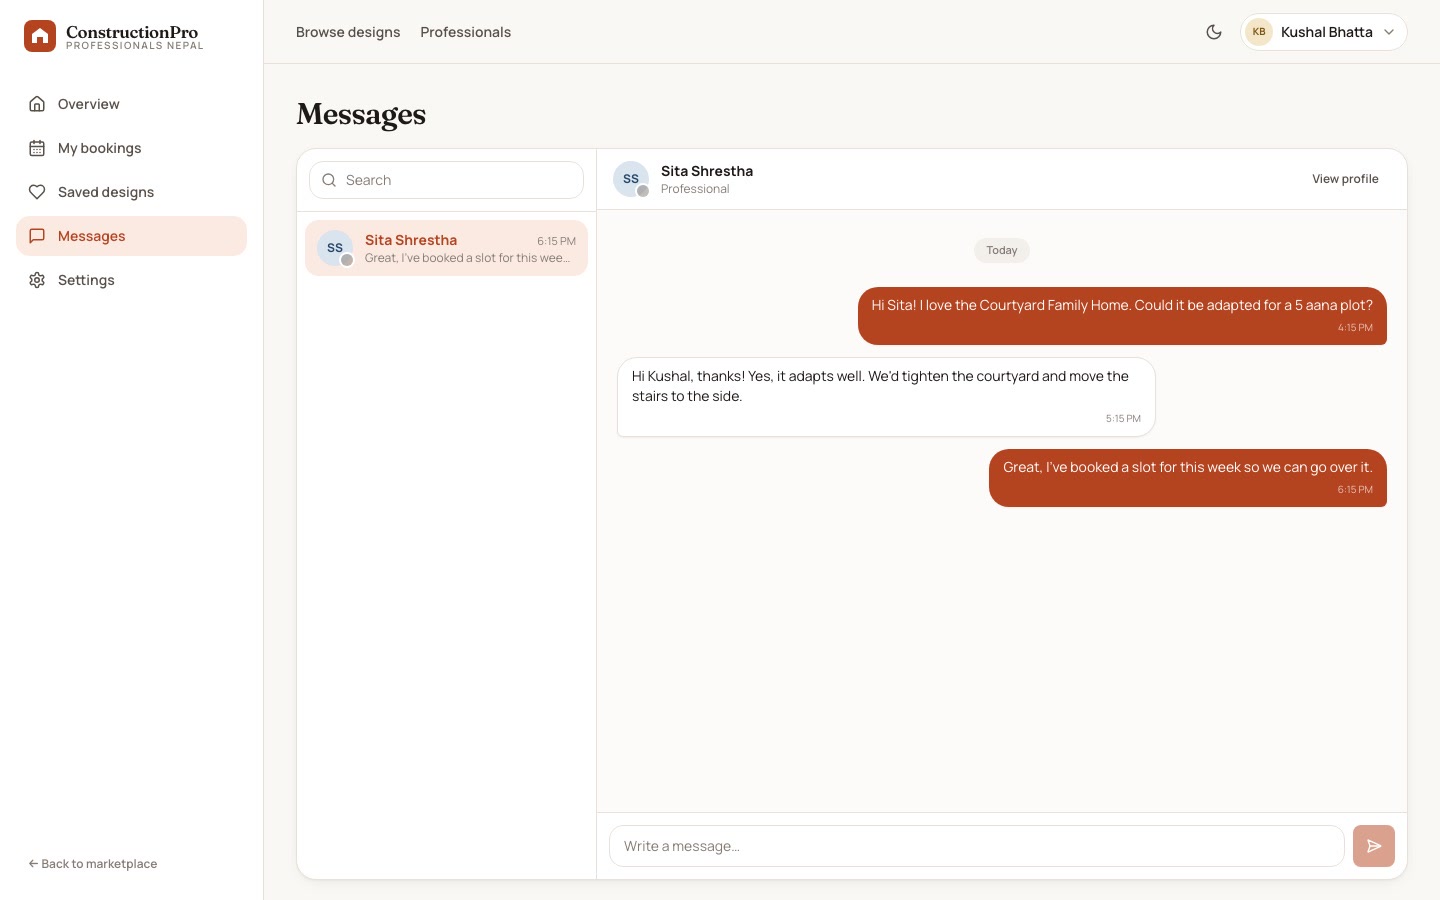 ConstructionPro
PROFESSIONALS NEPAL
Browse designs
Professionals
KB
Kushal Bhatta
Overview
My bookings
Saved designs
Messages
Settings
← Back to marketplace
Messages
Search
SS
Sita Shrestha
6:15 PM
Great, I've booked a slot for this wee...
SS
Sita Shrestha
Professional
View profile
Today
Hi Sita! I love the Courtyard Family Home. Could it be adapted for a 5 aana plot?
4:15 PM
Hi Kushal, thanks! Yes, it adapts well. We'd tighten the courtyard and move the
stairs to the side.
5:15 PM
Great, I've booked a slot for this week so we can go over it.
6:15 PM
Write a message...